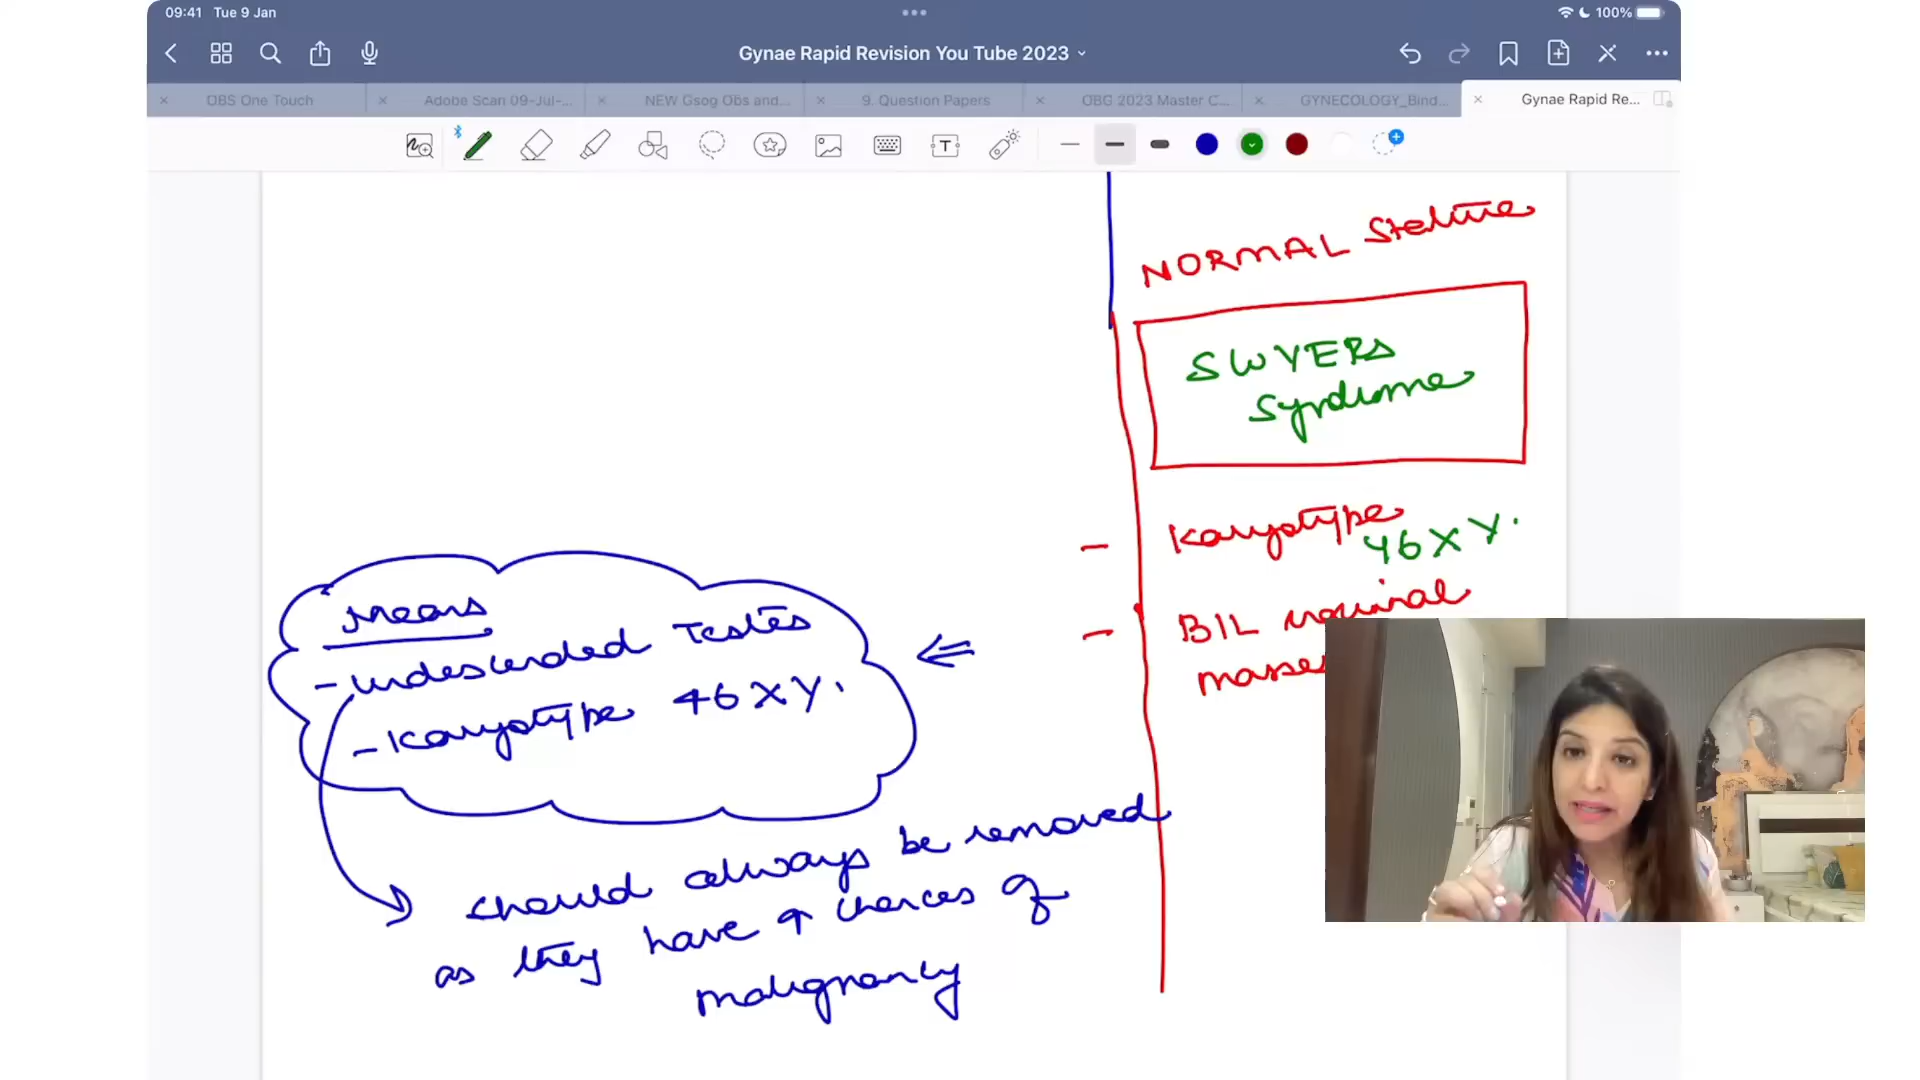 09:41 Tue 9 Jan
100%
Gynae Rapid Revision You Tube 2023
OBS One Touch
Adobe Scan 09-Jul-...
NEW Gsog Obs and...
9. Question Papers
OBG 2023 Master C...
GYNECOLOGY_Bind...
Gynae Rapid Re...
NORMAL Stature
SWYERs
Syndrome
- Karyotype
46XY.
- B/L inguinal
masses
Means
- undescended Testes
- Karyotype 46XY.
should always be removed
as they have ↑ chances of
malignancy